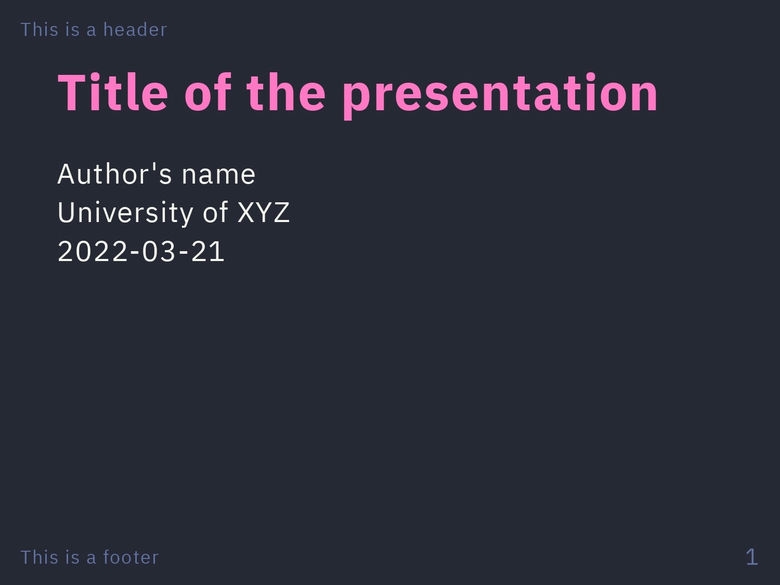 This is a header
Title of the presentation
Author's name
University of XYZ
2022-03-21
This is a footer
1